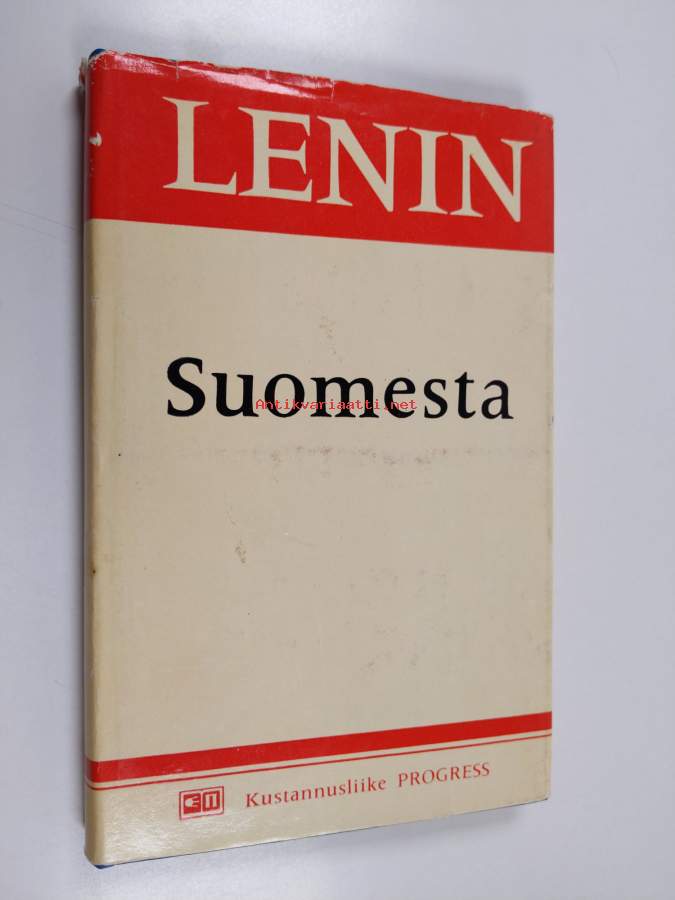 LENIN
Suomesta
Antikvariaatti.net
Kustannusliike PROGRESS